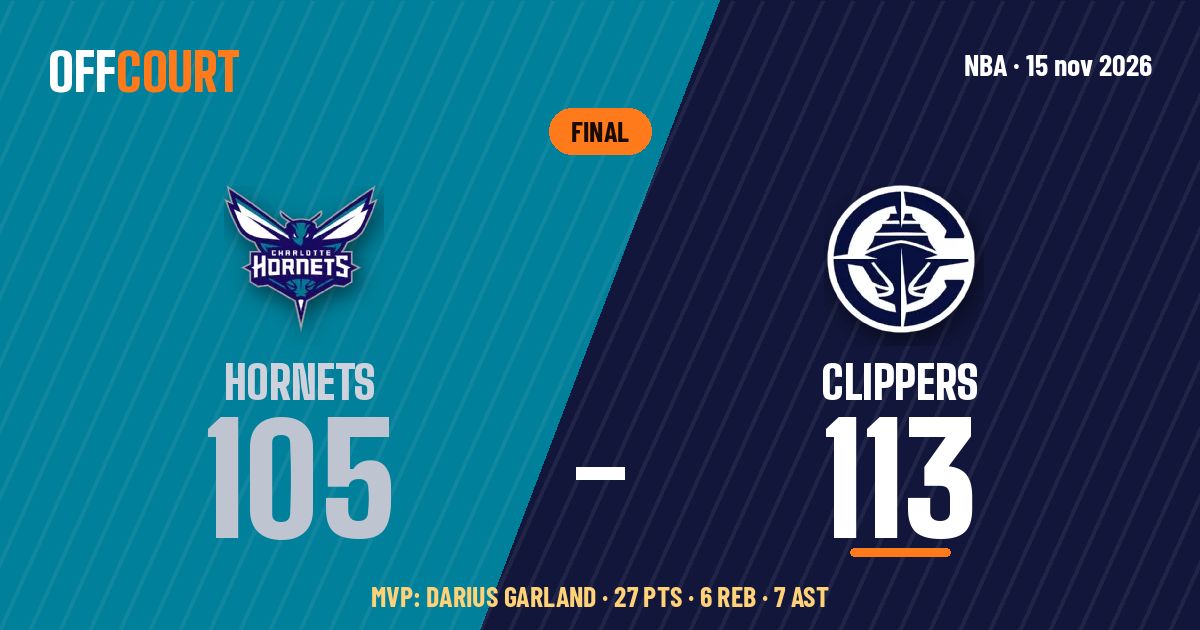 OFFCOURT
NBA · 15 nov 2026
FINAL
CHARLOTTE
HORNETS
HORNETS
105
–
CLIPPERS
113
MVP: DARIUS GARLAND · 27 PTS · 6 REB · 7 AST